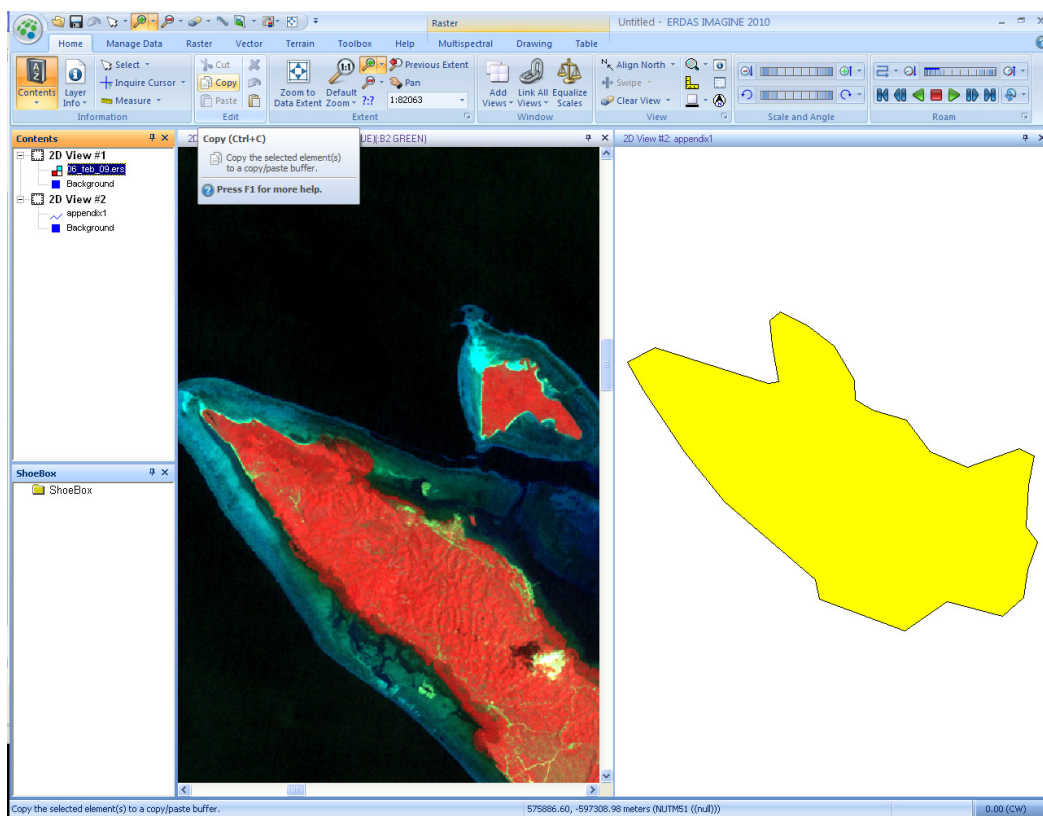 Raster
Untitled - ERDAS IMAGINE 2010
Home Manage Data Raster Vector Terrain Toolbox Help Multispectral Drawing Table
Contents
Layer Info
Select
Inquire Cursor
Measure
Information
Cut
Copy
Paste
Edit
Zoom to Data Extent
Default Zoom
Previous Extent
Pan
1:82063
Extent
Add Views
Link All Views
Equalize Scales
Window
Align North
Swipe
Clear View
View
Scale and Angle
Roam
Contents
2D View #1
06_feb_09.ers
Background
2D View #2
appendix1
Background
ShoeBox
ShoeBox
Copy (Ctrl+C)
Copy the selected element(s)
to a copy/paste buffer.
Press F1 for more help.
UE)(:B2 GREEN)
2D View #2: appendix1
Copy the selected element(s) to a copy/paste buffer.
575886.60, -597308.98 meters (NUTM51 ((null)))
0.00 (CW)